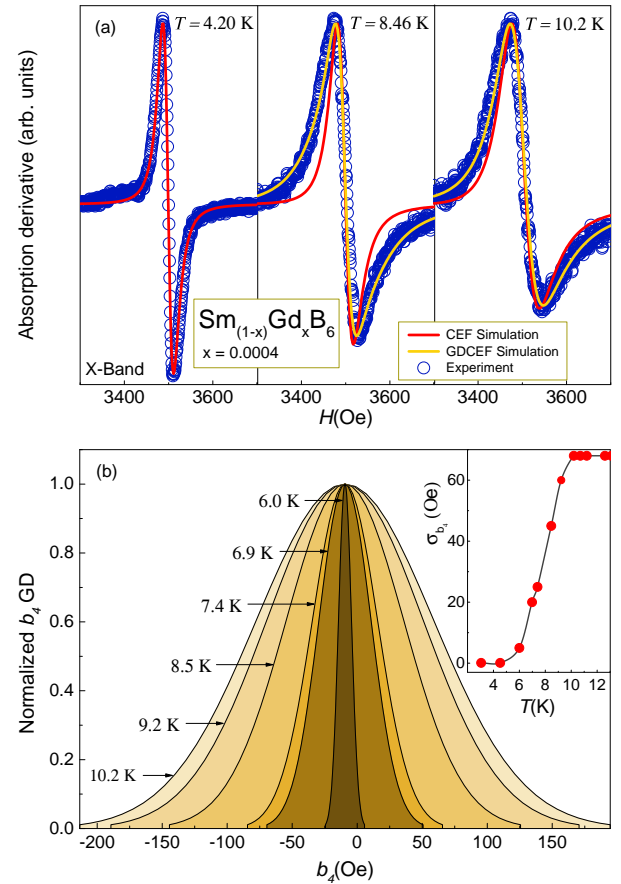 (a)
T = 4.20 K
T = 8.46 K
T = 10.2 K
Absorption derivative (arb. units)
Sm(1-x)GdxB6
x = 0.0004
X-Band
CEF Simulation
GDCEF Simulation
Experiment
3400 3600 3400 3600 3400 3600
H(Oe)
(b)
Normalized b4 GD
1.0
0.8
0.6
0.4
0.2
0.0
6.0 K
6.9 K
7.4 K
8.5 K
9.2 K
10.2 K
-200 -150 -100 -50 0 50 100 150
b4(Oe)
σb4 (Oe)
60
40
20
0
2 4 6 8 10 12
T(K)